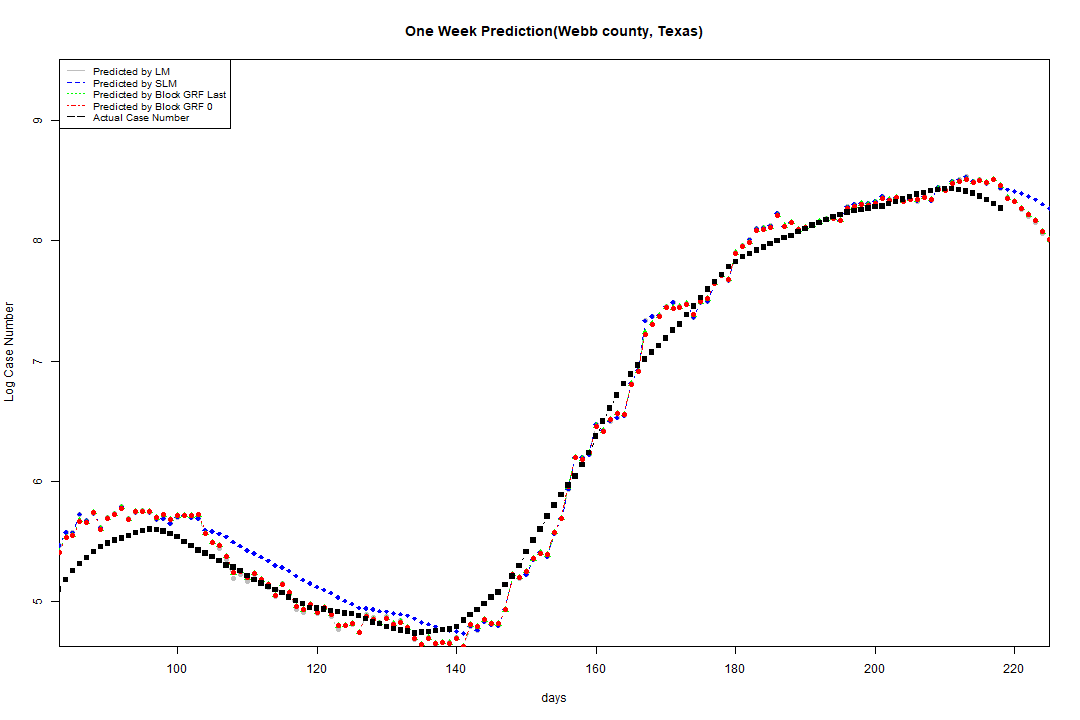 One Week Prediction(Webb county, Texas)
Predicted by LM
Predicted by SLM
Predicted by Block GRF Last
Predicted by Block GRF 0
Actual Case Number
9
8
7
6
5
Log Case Number
100 120 140 160 180 200 220
days